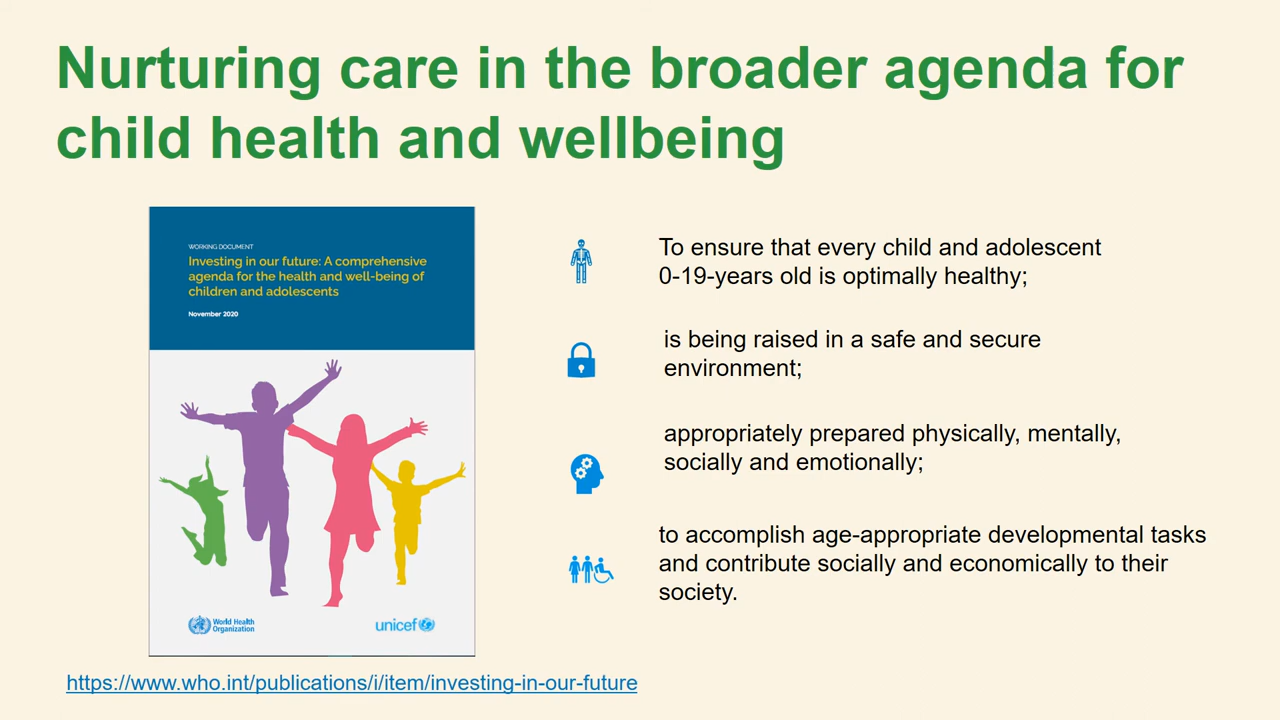 Nurturing care in the broader agenda for
child health and wellbeing
WORKING DOCUMENT
Investing in our future: A comprehensive
agenda for the health and well-being of
children and adolescents
November 2020
World Health
Organization
unicef
To ensure that every child and adolescent
0-19-years old is optimally healthy;
is being raised in a safe and secure
environment;
appropriately prepared physically, mentally,
socially and emotionally;
to accomplish age-appropriate developmental tasks
and contribute socially and economically to their
society.
https://www.who.int/publications/i/item/investing-in-our-future